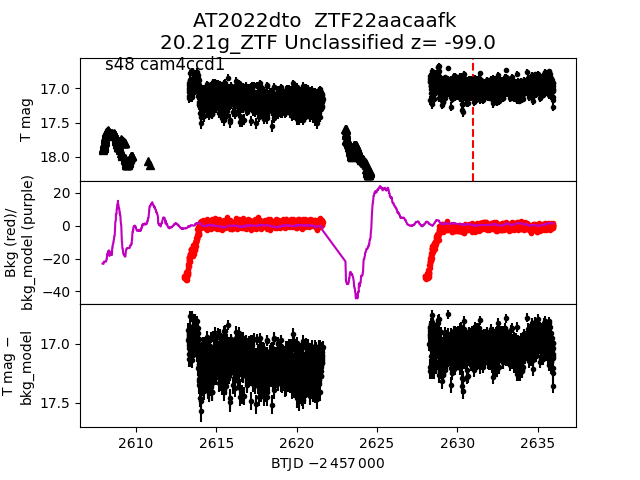 AT2022dto  ZTF22aacaafk
20.21g_ZTF Unclassified z= -99.0
s48 cam4ccd1
17.0
17.5
18.0
T mag
20
0
−20
−40
Bkg (red)/
bkg_model (purple)
17.0
17.5
T mag −
bkg_model
2610 2615 2620 2625 2630 2635
BTJD −2 457 000